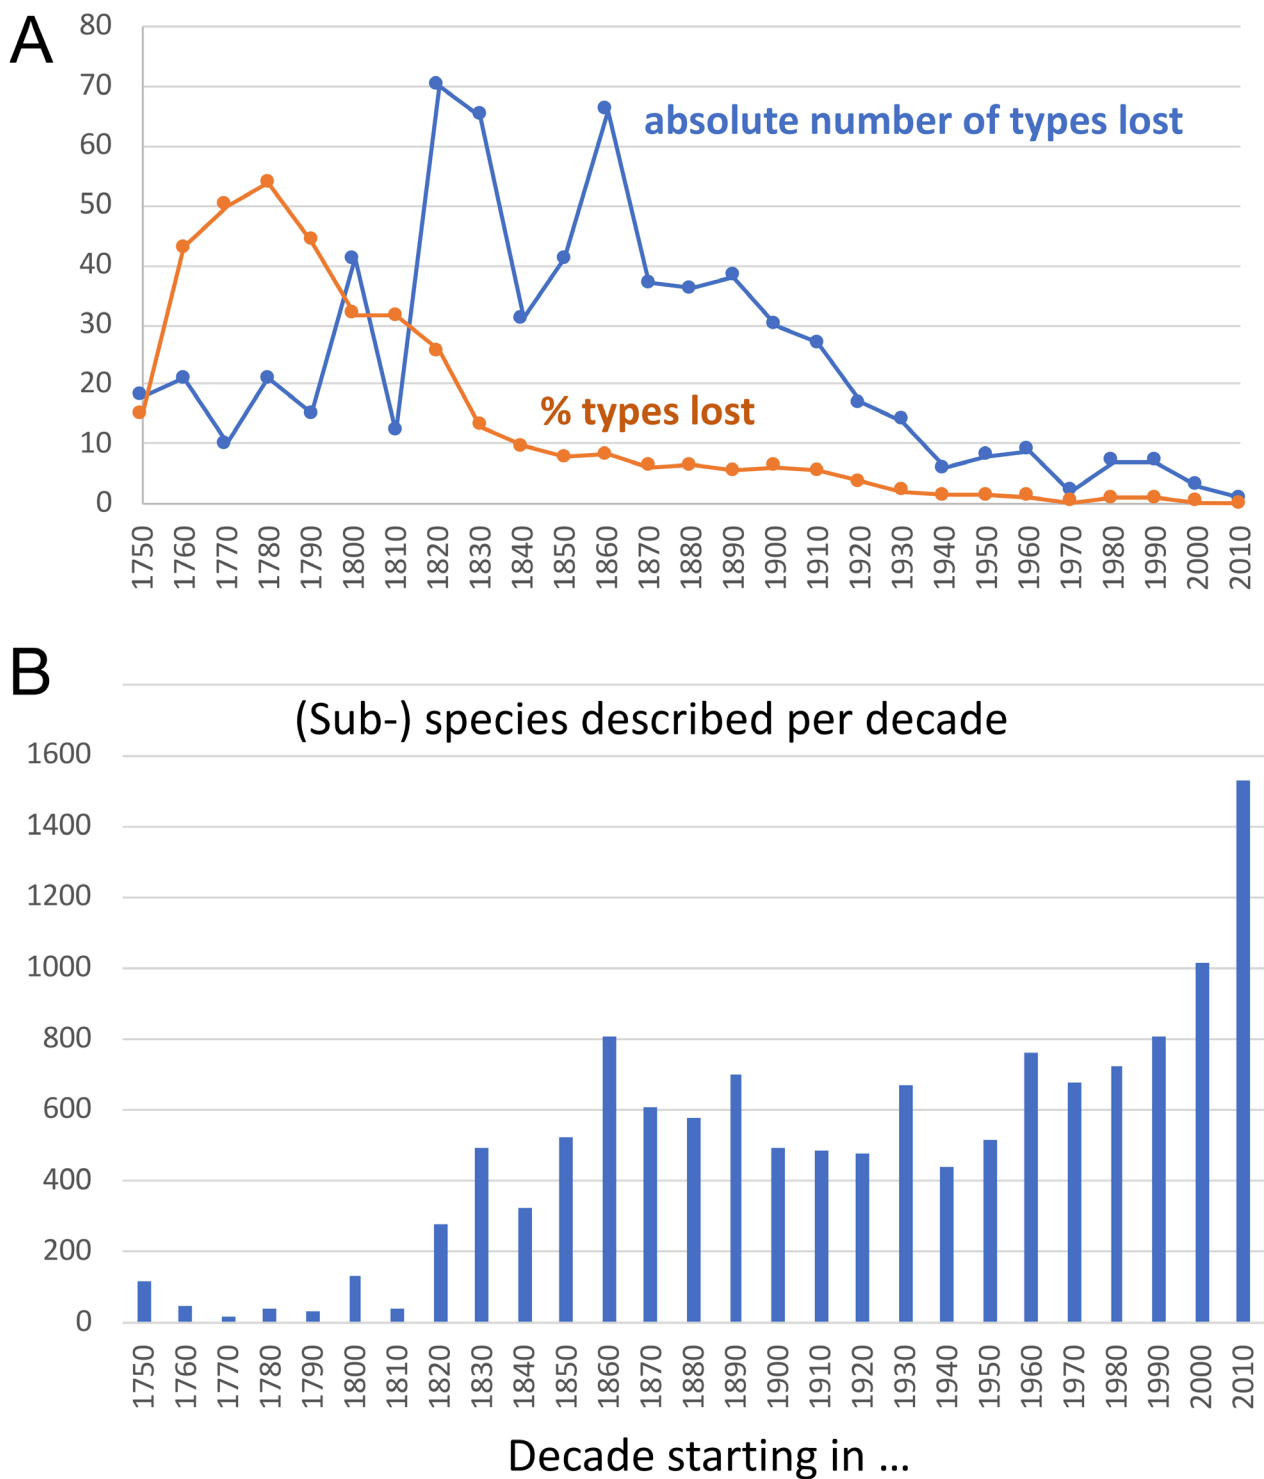 A
80
70
60
50
40
30
20
10
0
absolute number of types lost
% types lost
1750 1760 1770 1780 1790 1800 1810 1820 1830 1840 1850 1860 1870 1880 1890 1900 1910 1920 1930 1940 1950 1960 1970 1980 1990 2000 2010
B
(Sub-) species described per decade
1600
1400
1200
1000
800
600
400
200
0
1750 1760 1770 1780 1790 1800 1810 1820 1830 1840 1850 1860 1870 1880 1890 1900 1910 1920 1930 1940 1950 1960 1970 1980 1990 2000 2010
Decade starting in ...